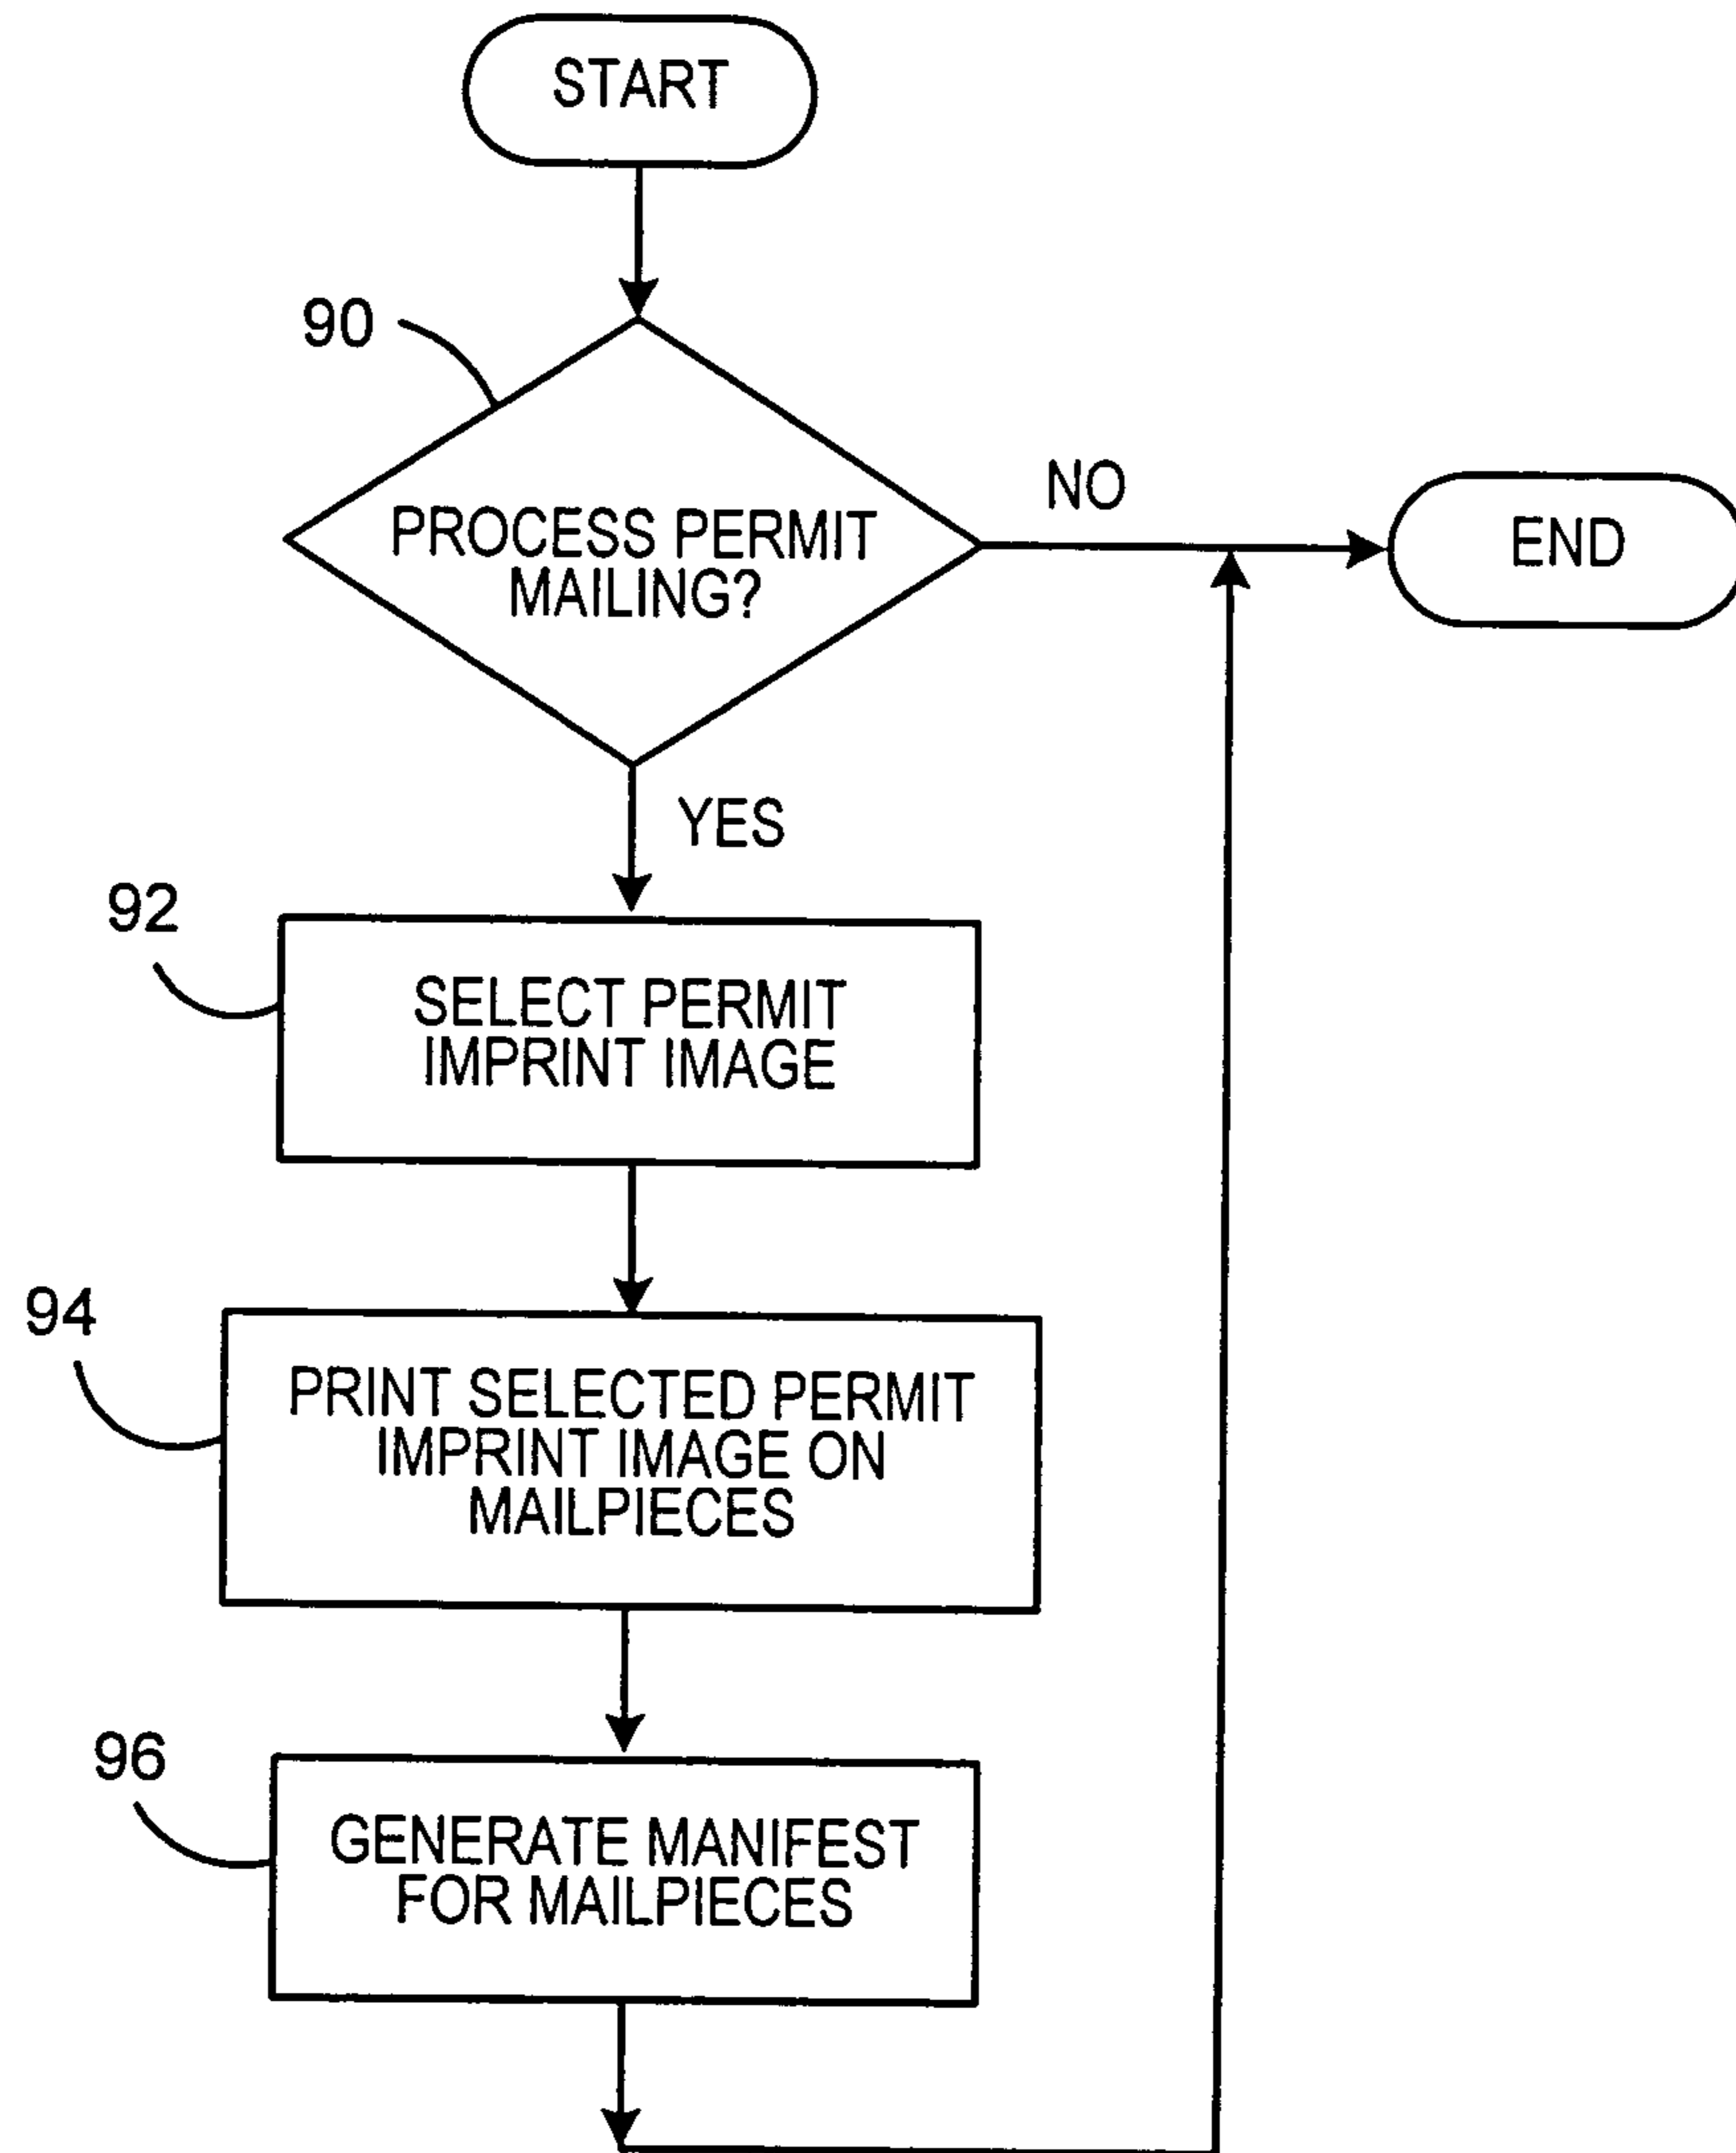 START
90
PROCESS PERMIT
MAILING?
NO
END
YES
92
SELECT PERMIT
IMPRINT IMAGE
94
PRINT SELECTED PERMIT
IMPRINT IMAGE ON
MAILPIECES
96
GENERATE MANIFEST
FOR MAILPIECES